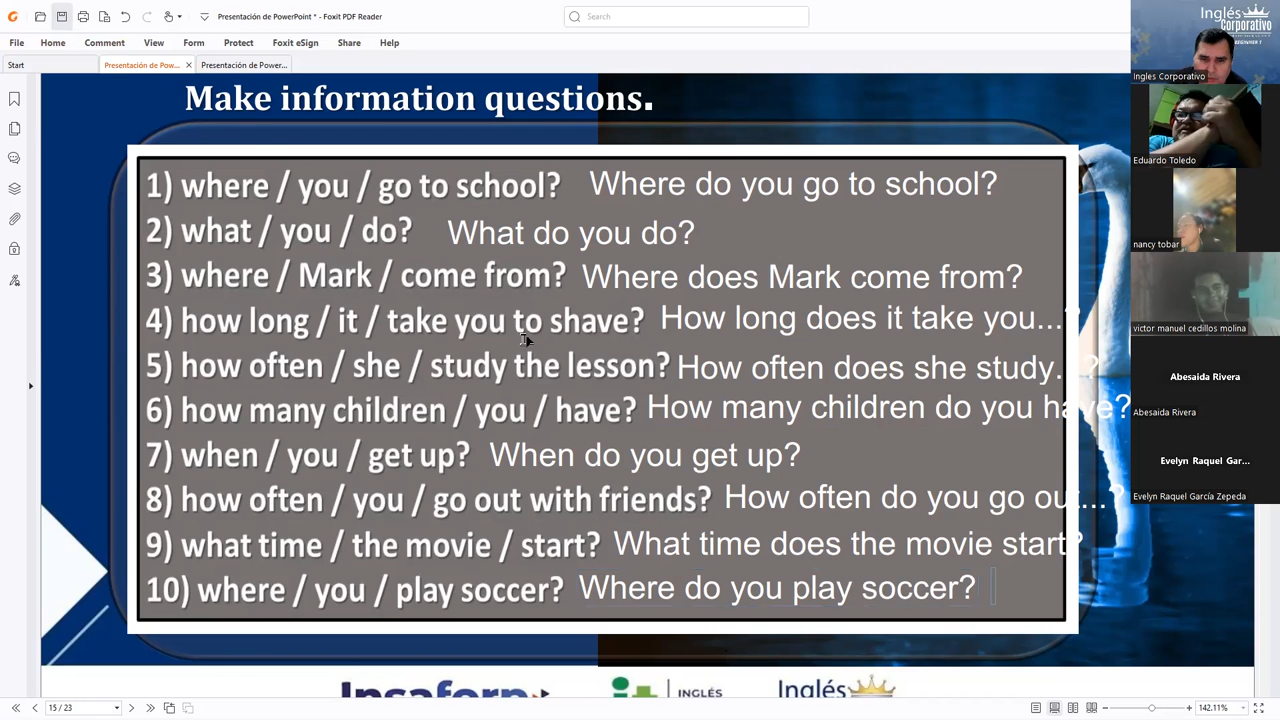 Presentación de PowerPoint * - Foxit PDF Reader
Search
File Home Comment View Form Protect Foxit eSign Share Help
Start
Presentación de Pow... ×
Presentación de Power...
Make information questions.
1) where / you / go to school? Where do you go to school?
2) what / you / do? What do you do?
3) where / Mark / come from? Where does Mark come from?
4) how long / it / take you to shave? How long does it take you...?
5) how often / she / study the lesson? How often does she study...?
6) how many children / you / have? How many children do you have?
7) when / you / get up? When do you get up?
8) how often / you / go out with friends? How often do you go out...?
9) what time / the movie / start? What time does the movie start?
10) where / you / play soccer? Where do you play soccer?
Insaforp
INGLÉS
Inglés
15 / 23
142.11%
Inglés
Corporativo
BEGINNER 1
Ingles Corporativo
Eduardo Toledo
nancy tobar
victor manuel cedillos molina
Abesaida Rivera
Abesaida Rivera
Evelyn Raquel Gar...
Evelyn Raquel García Zepeda